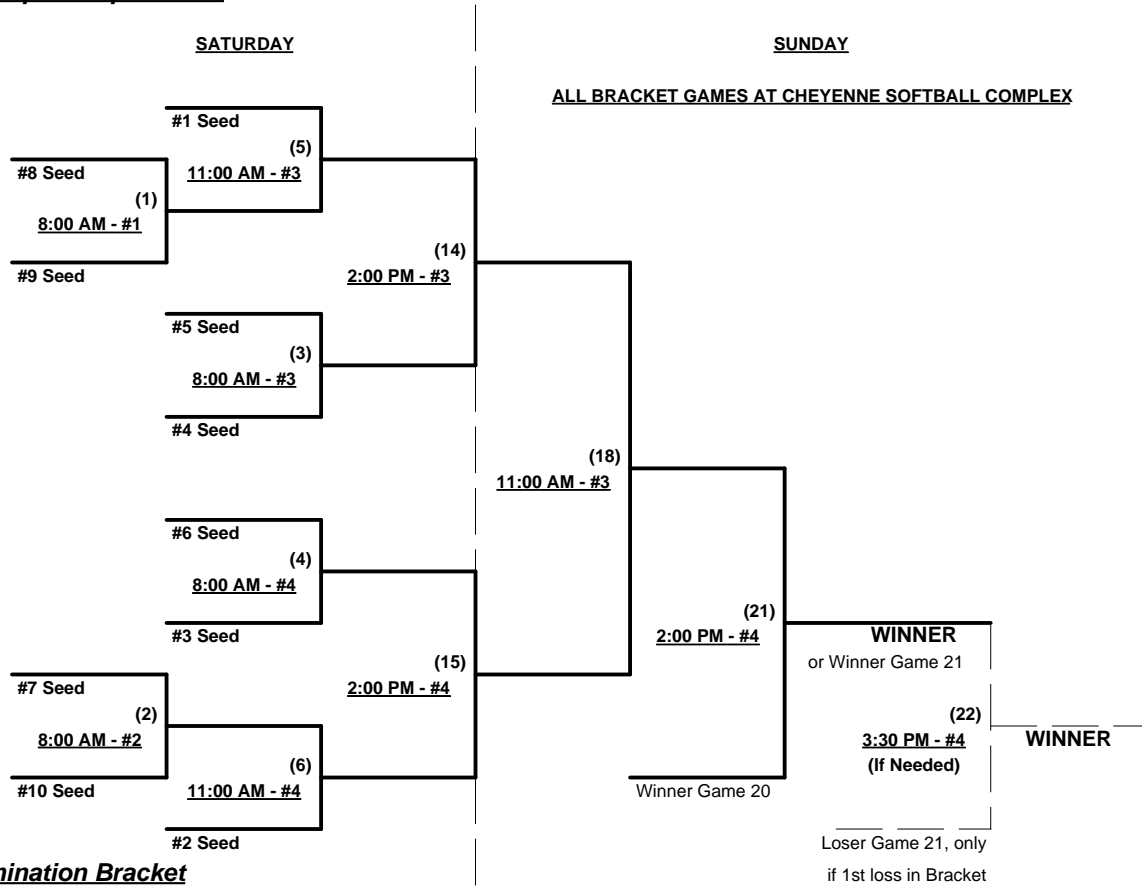 SATURDAY
SUNDAY
ALL BRACKET GAMES AT CHEYENNE SOFTBALL COMPLEX
#1 Seed
(5)
#8 Seed
11:00 AM - #3
(1)
8:00 AM - #1
(14)
#9 Seed
2:00 PM - #3
#5 Seed
(3)
8:00 AM - #3
#4 Seed
(18)
11:00 AM - #3
#6 Seed
(4)
8:00 AM - #4
(21)
#3 Seed
2:00 PM - #4
WINNER
(15)
or Winner Game 21
#7 Seed
2:00 PM - #4
(2)
(22)
8:00 AM - #2
3:30 PM - #4
WINNER
(6)
(If Needed)
#10 Seed
11:00 AM - #4
Winner Game 20
#2 Seed
Loser Game 21, only
mination Bracket
if 1st loss in Bracket